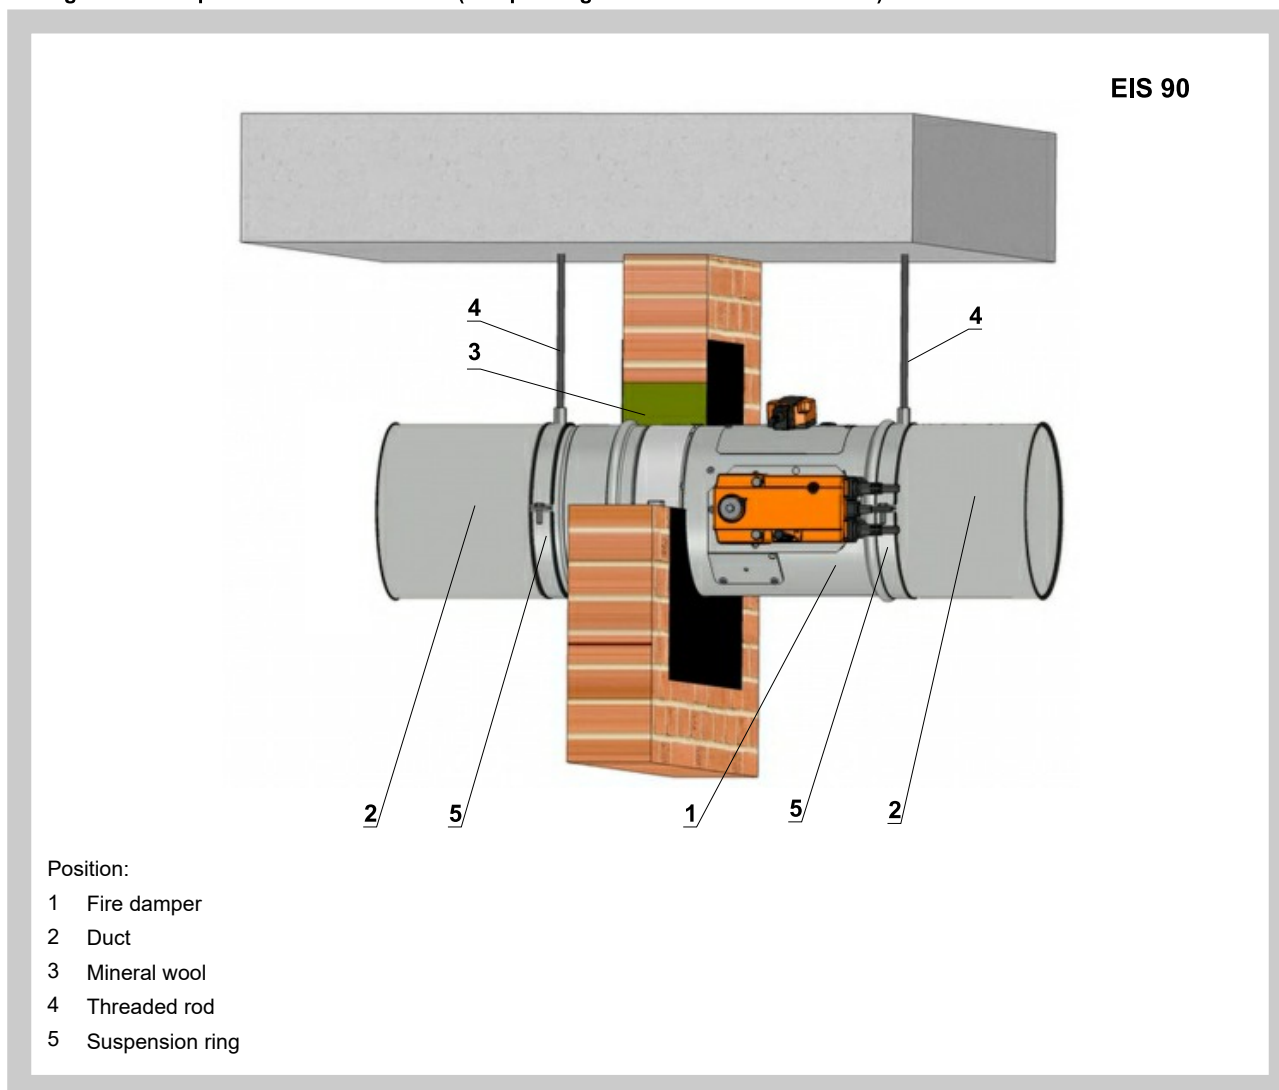 EIS 90
4
4
3
2
5
1
5
2
Position:
1 Fire damper
2 Duct
3 Mineral wool
4 Threaded rod
5 Suspension ring